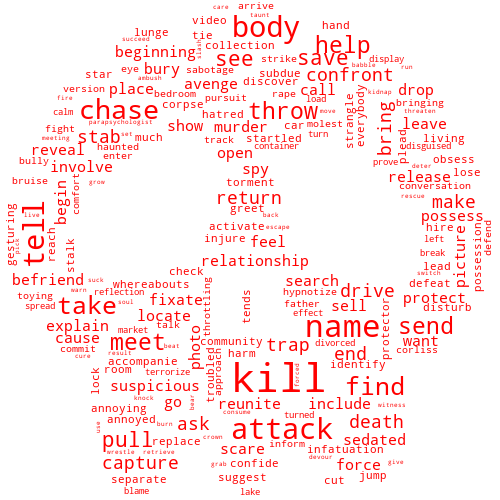 care arrive
taunt
video body hand
lunge tie help
succeed
beginning see save
collection strike
slash
star eye sabotage subdue confront display
babble run
version place bury avenge discover call drop
ambush
fire bedroom pursuit rape load kidnap
chase corpse throw bring bringing
calm hatred molest move threaten
parapsychologist
fight stab set much show murder car turn strangle everybody plead leave
meeting haunted track startled container prove disguised living
reveal enter open deter obsess
bully involve spy release lose
bruise torment conversation
grow rescue
gesturing tell live begin comfort return make
pick reach greet back possess
stalk activate escape hire left defend
injure feel picture possession
break
relationship lead
befriend check search switch defeat
suck whereabouts hypnotize drive protect
toying warn reflection fixate throttling tends father
spread take soul locate effect sell disturb
explain market talk community name send
cause meet photo beat harm trap divorced protector want
commit result troubled approach end corliss
cure accompanie identify
lock room terrorize kill find
suspicious bear forced
knock go reunite include death
annoying consume witness
use annoyed burn crown turned
pull replace ask attack sedated
wrestle retrieve scare inform infatuation
capture grab confide devour force give
separate suggest cut jump
blame lake